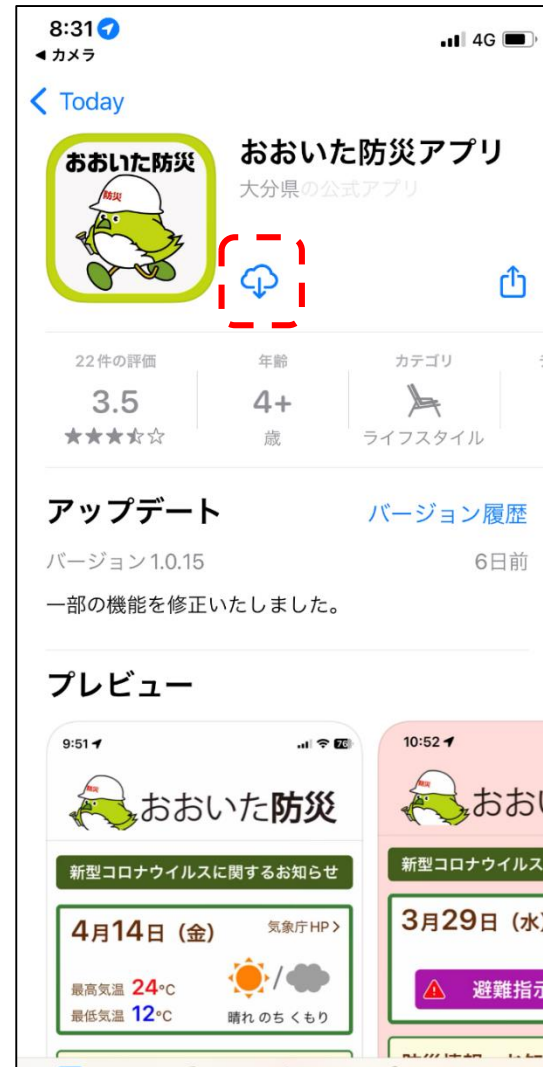 8:31
4G
◀ カメラ
Today
おおいた防災
防災
おおいた防災アプリ
大分県の公式アプリ
22件の評価
年齢
カテゴリ
3.5
4+
★★★★☆
歳
ライフスタイル
アップデート
バージョン履歴
バージョン 1.0.15
6日前
一部の機能を修正いたしました。
プレビュー
9:51
76
おおいた防災
新型コロナウイルスに関するお知らせ
4月14日（金）
気象庁HP
最高気温 24℃
最低気温 12℃
晴れ のち くもり
10:52
おお
新型コロナウイルス
3月29日（水
避難指